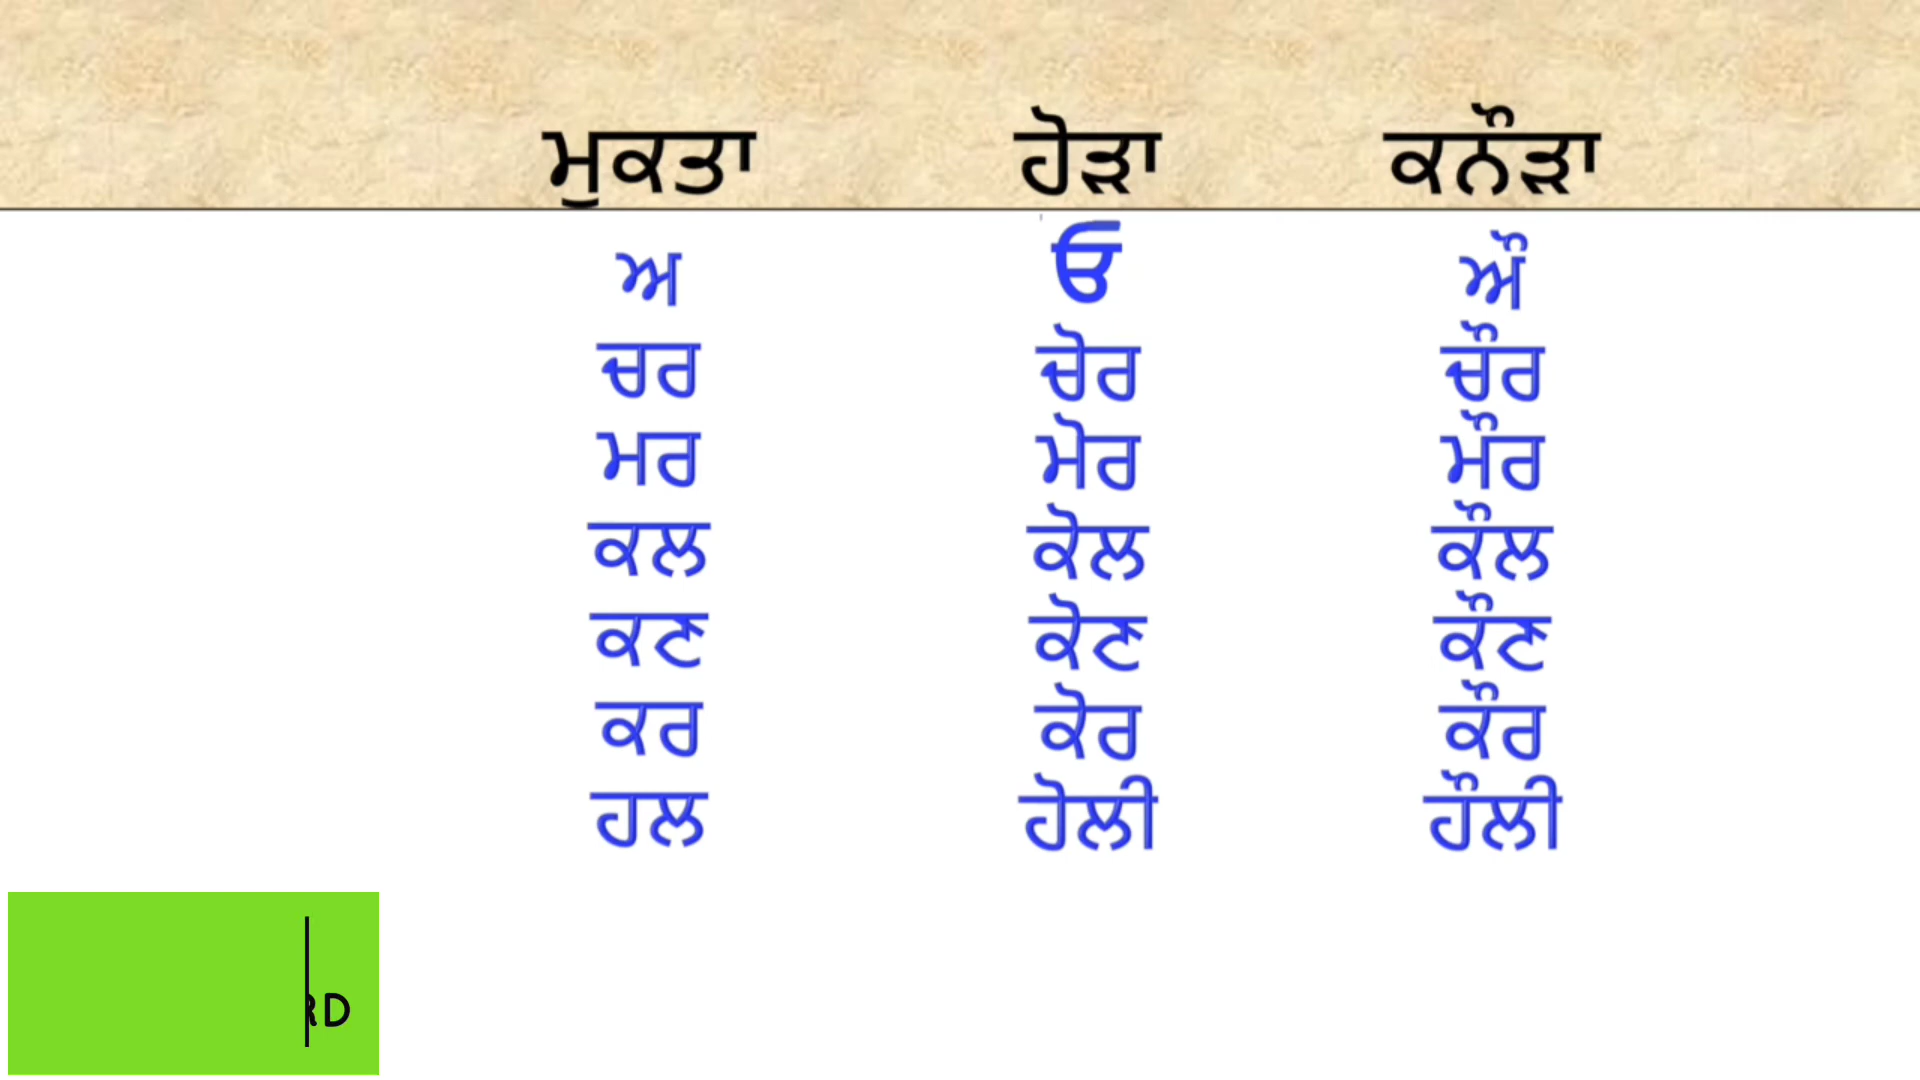 ਮੁਕਤਾ ਹੋੜਾ ਕਨੌੜਾ
ਅ ਓ ਔ
ਚਰ ਚੋਰ ਚੌਰ
ਮਰ ਮੋਰ ਮੌਰ
ਕਲ ਕੋਲ ਕੌਲ
ਕਣ ਕੋਣ ਕੌਣ
ਕਰ ਕੋਰ ਕੌਰ
ਹਲ ਹੋਲੀ ਹੌਲੀ